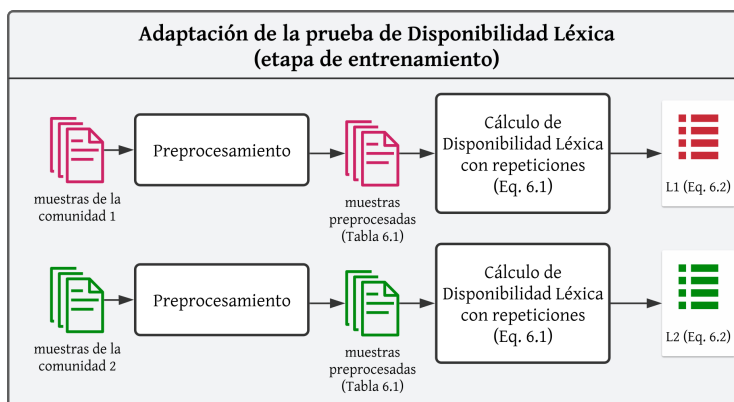 Adaptación de la prueba de Disponibilidad Léxica
(etapa de entrenamiento)
muestras de la
comunidad 1
Preprocesamiento
muestras
preprocesadas
(Tabla 6.1)
Cálculo de
Disponibilidad Léxica
con repeticiones
(Eq. 6.1)
L1 (Eq. 6.2)
muestras de la
comunidad 2
Preprocesamiento
muestras
preprocesadas
(Tabla 6.1)
Cálculo de
Disponibilidad Léxica
con repeticiones
(Eq. 6.1)
L2 (Eq. 6.2)